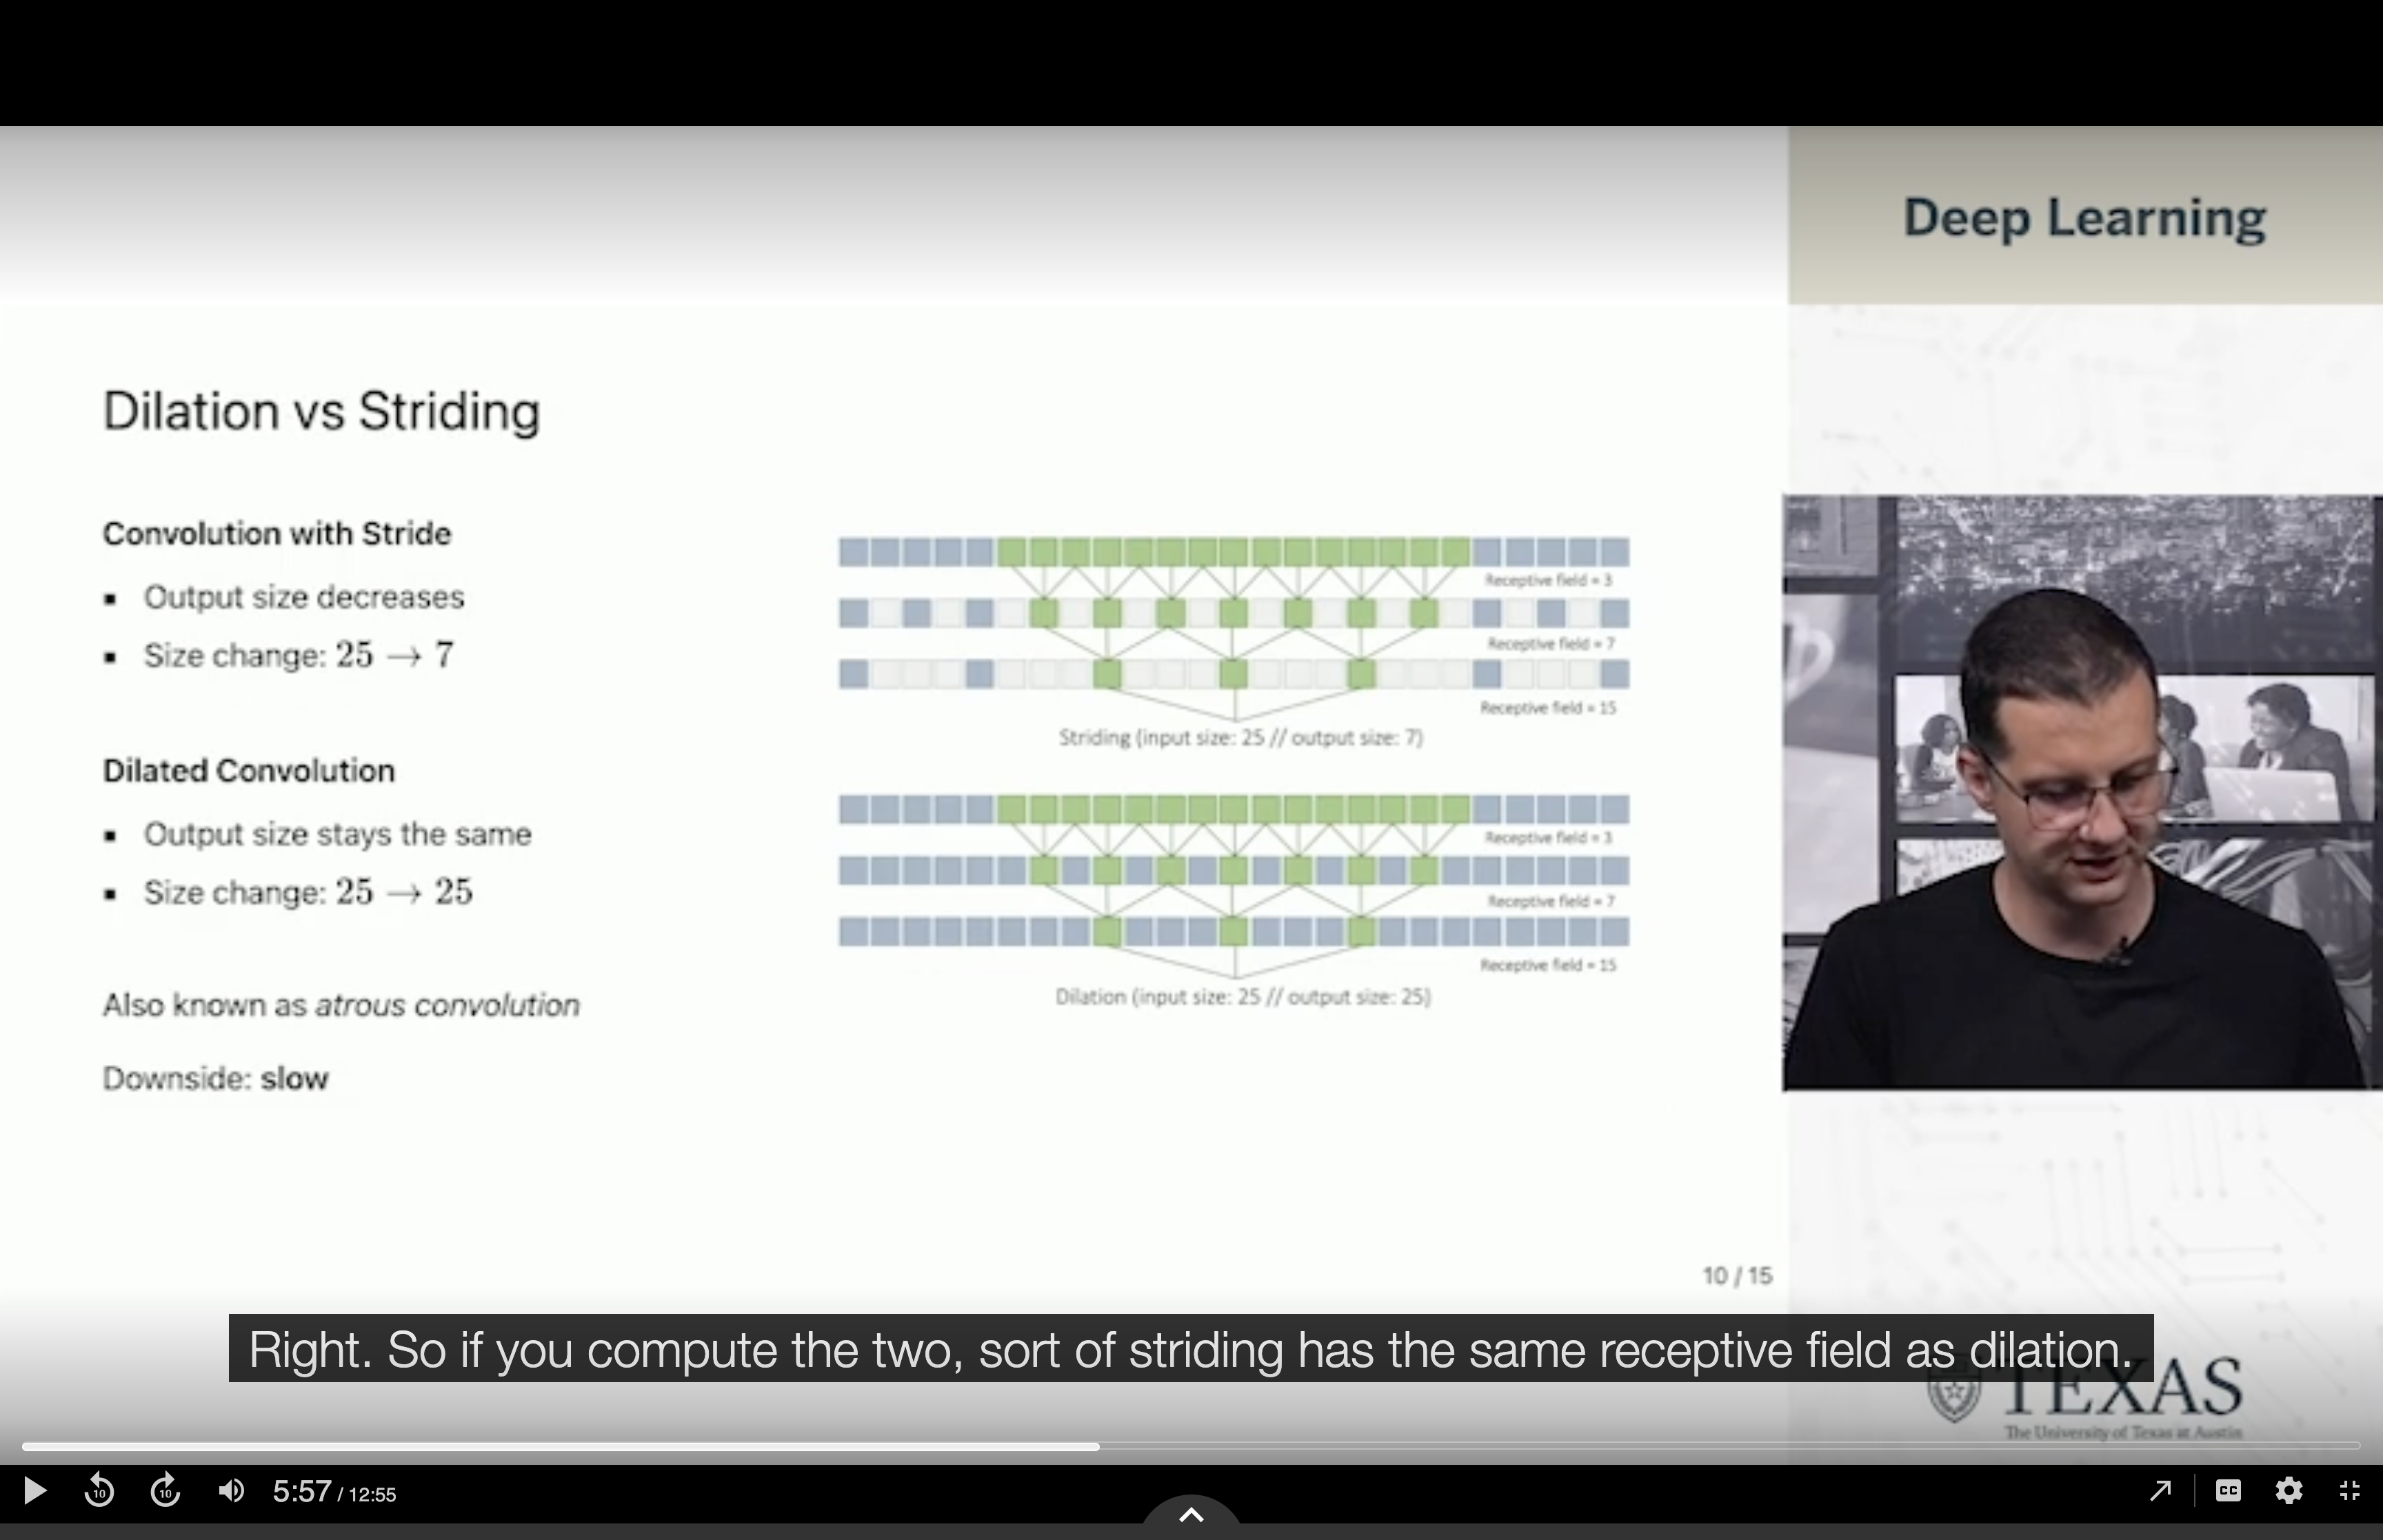 Deep Learning
Dilation vs Striding
Convolution with Stride
▪ Output size decreases
▪ Size change: 25 → 7
Dilated Convolution
▪ Output size stays the same
▪ Size change: 25 → 25
Also known as atrous convolution
Downside: slow
Receptive field = 3
Receptive field = 7
Receptive field = 15
Striding (input size: 25 // output size: 7)
Receptive field = 3
Receptive field = 7
Receptive field = 15
Dilation (input size: 25 // output size: 25)
10 / 15
Right. So if you compute the two, sort of striding has the same receptive field as dilation.
TEXAS
The University of Texas at Austin
10
10
5:57 / 12:55
CC